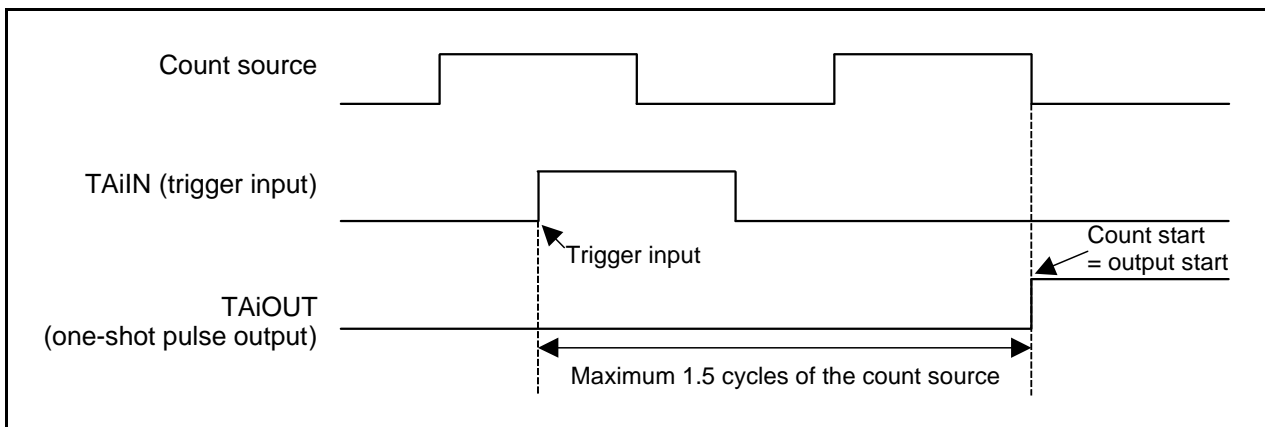 Count source
TAiIN (trigger input)
Trigger input
Count start
= output start
TAiOUT
(one-shot pulse output)
Maximum 1.5 cycles of the count source